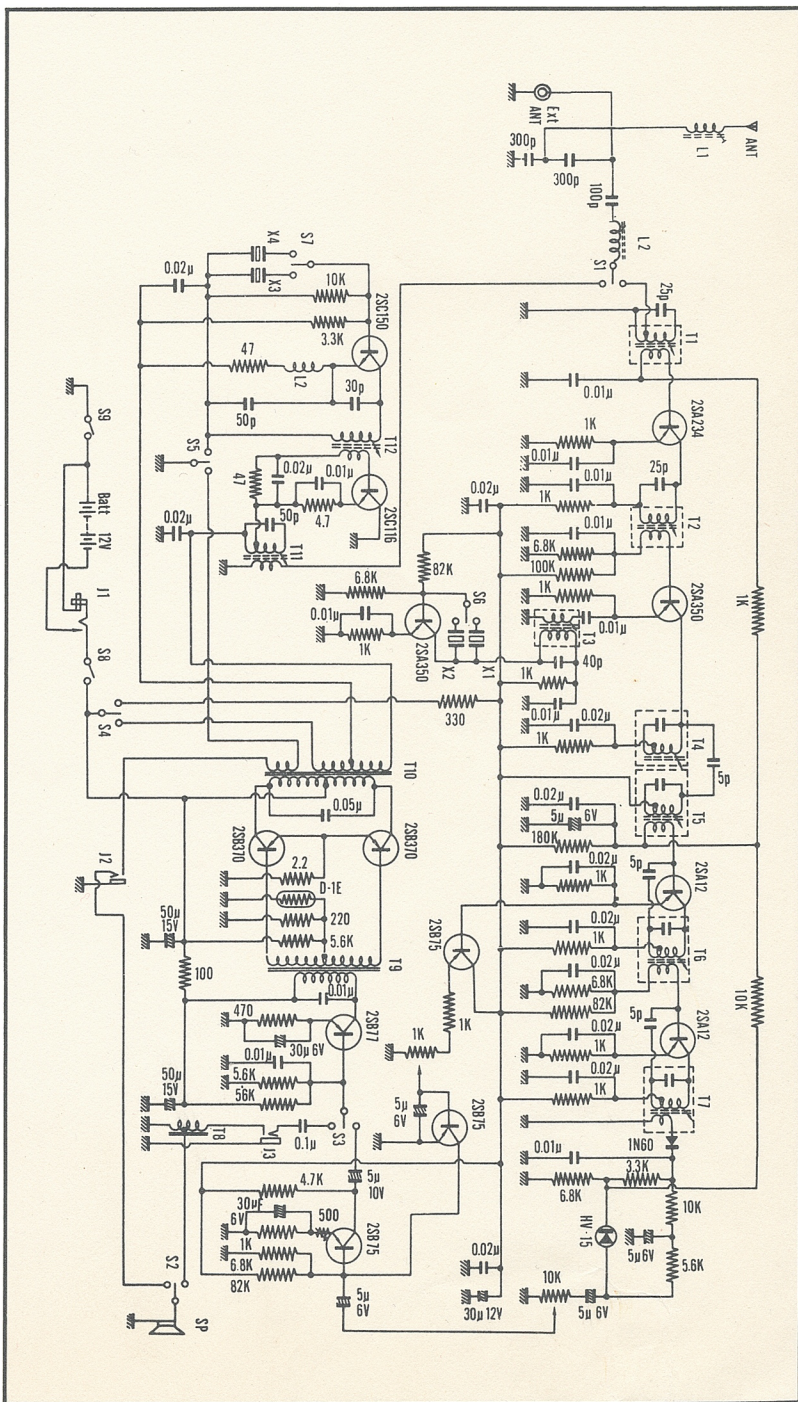 Ext
ANT
ANT
L1
300p
300p
100p
L2
S1
X4
S7
X3
0.02μ
10K
2SC150
3.3K
47
L2
30p
50p
25p
T1
0.01μ
2SA234
1K
0.01μ
0.01μ
25p
1K
T2
0.02μ
0.01μ
6.8K
100K
1K
2SA350
0.01μ
1K
S9
S5
T12
0.02μ
0.01μ
47
4.7
2SC116
50p
T11
0.02μ
Batt
12V
J1
S8
S4
82K
6.8K
S6
0.01μ
1K
2SA350
X2
X1
T3
40p
1K
0.01μ
0.02μ
1K
330
T4
5p
T5
T10
0.05μ
2SB370
2SB370
2.2
D-1E
220
5.6K
0.02μ
5μ
6V
180K
0.02μ
1K
5p
2SA12
0.02μ
1K
T6
0.02μ
6.8K
82K
10K
5p
2SA12
0.02μ
1K
0.02μ
1K
T7
J2
50μ
15V
100
T9
0.01μ
2SB75
1K
1K
470
30μ 6V
2SB77
0.01μ
5.6K
56K
50μ
15V
T8
J3
0.1μ
S3
5μ
6V
2SB75
5μ
10V
1N60
0.01μ
3.3K
6.8K
10K
HV-15
5μ 6V
5.6K
4.7K
30μF
6V
500
2SB75
1K
6.8K
82K
0.02μ
30μ 12V
10K
5μ 6V
5μ
6V
S2
SP